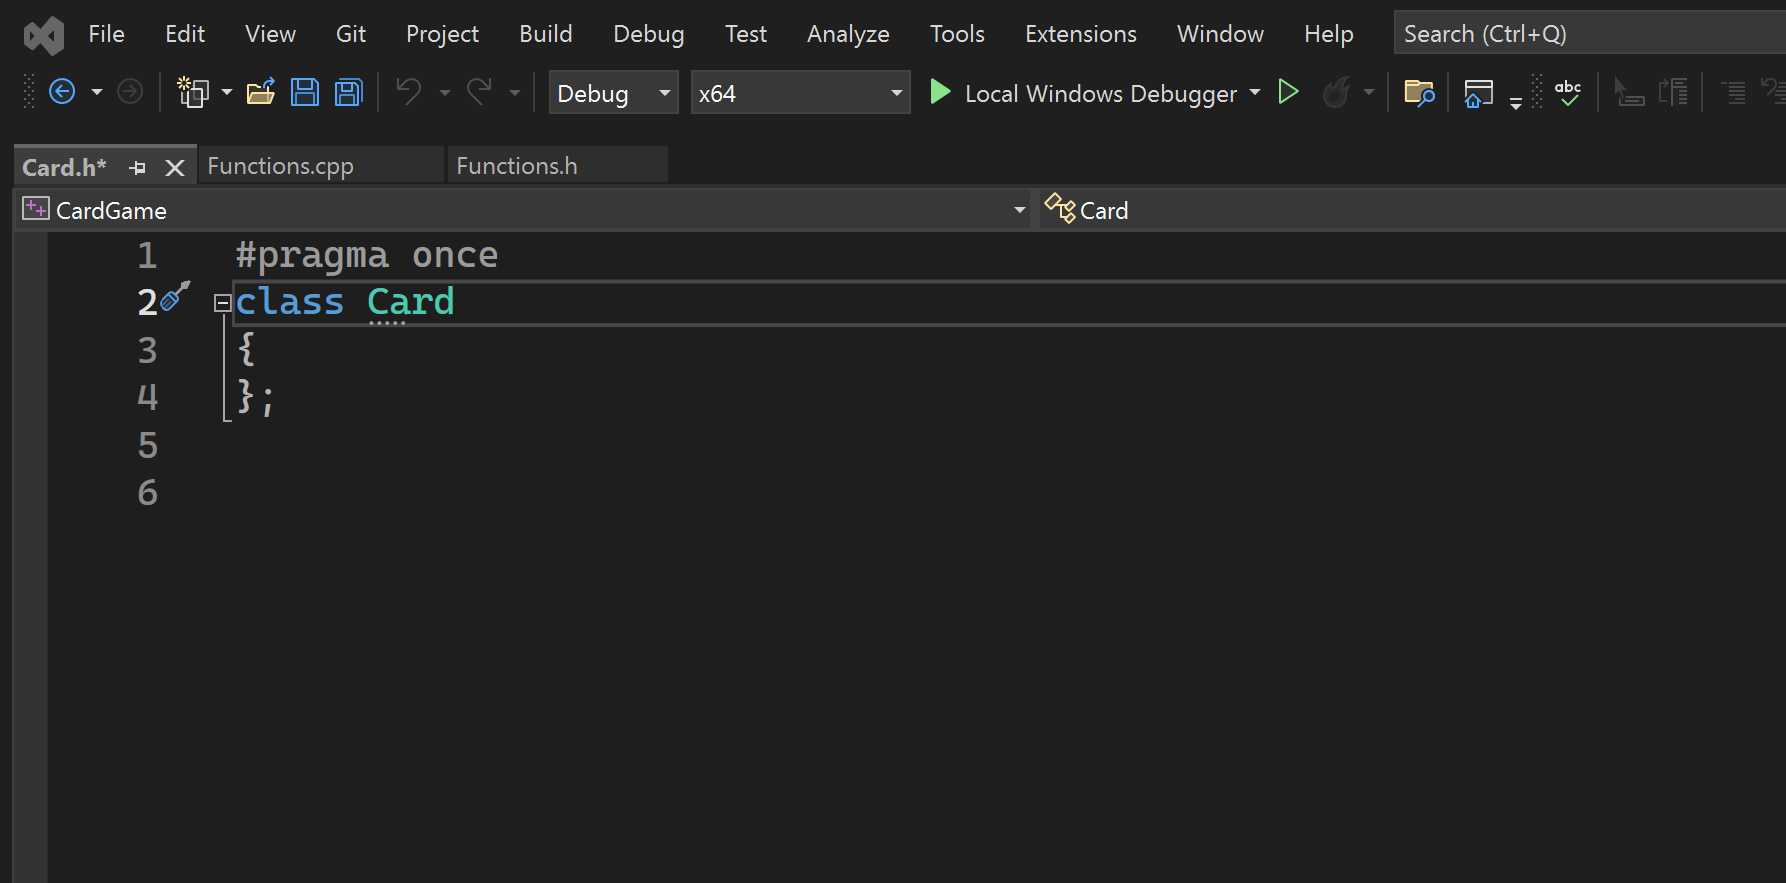 File Edit View Git Project Build Debug Test Analyze Tools Extensions Window Help Search (Ctrl+Q)
Debug x64 Local Windows Debugger abc
Card.h* Functions.cpp Functions.h
CardGame Card
1 #pragma once
2 class Card
3 {
4 };
5
6